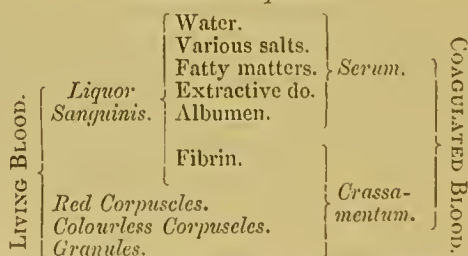 Water.
Various salts.
Fatty matters.
Extractive do.
Albumen.
Serum.
Liquor
Sanguinis.
Fibrin.
Red Corpuscles.
Colourless Corpuscles.
Granules.
Crassa-
mentum.
LIVING BLOOD.
COAGULATED BLOOD.